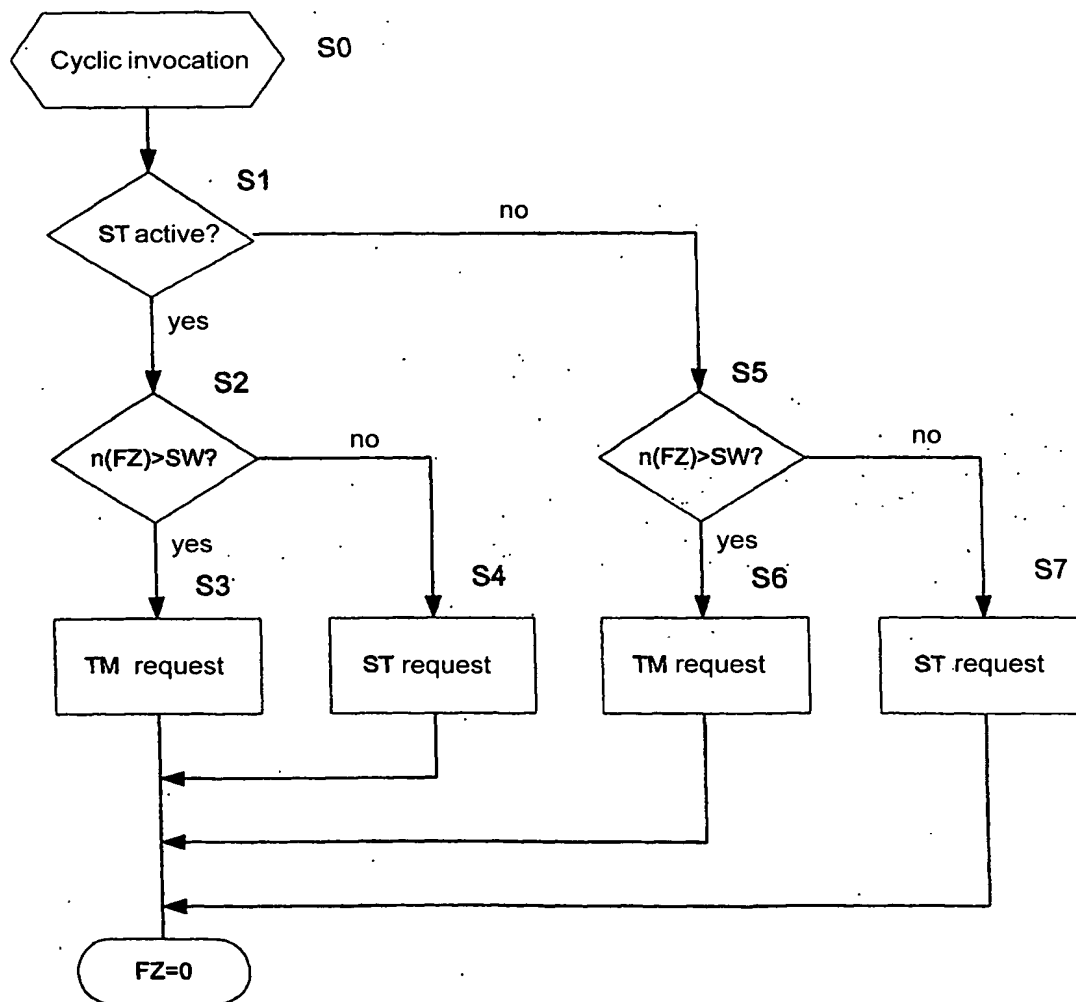 Cyclic invocation
S0
S1
ST active?
no
yes
S2
S5
n(FZ)>SW?
no
n(FZ)>SW?
no
yes
yes
S3
S4
S6
S7
TM request
ST request
TM request
ST request
FZ=0